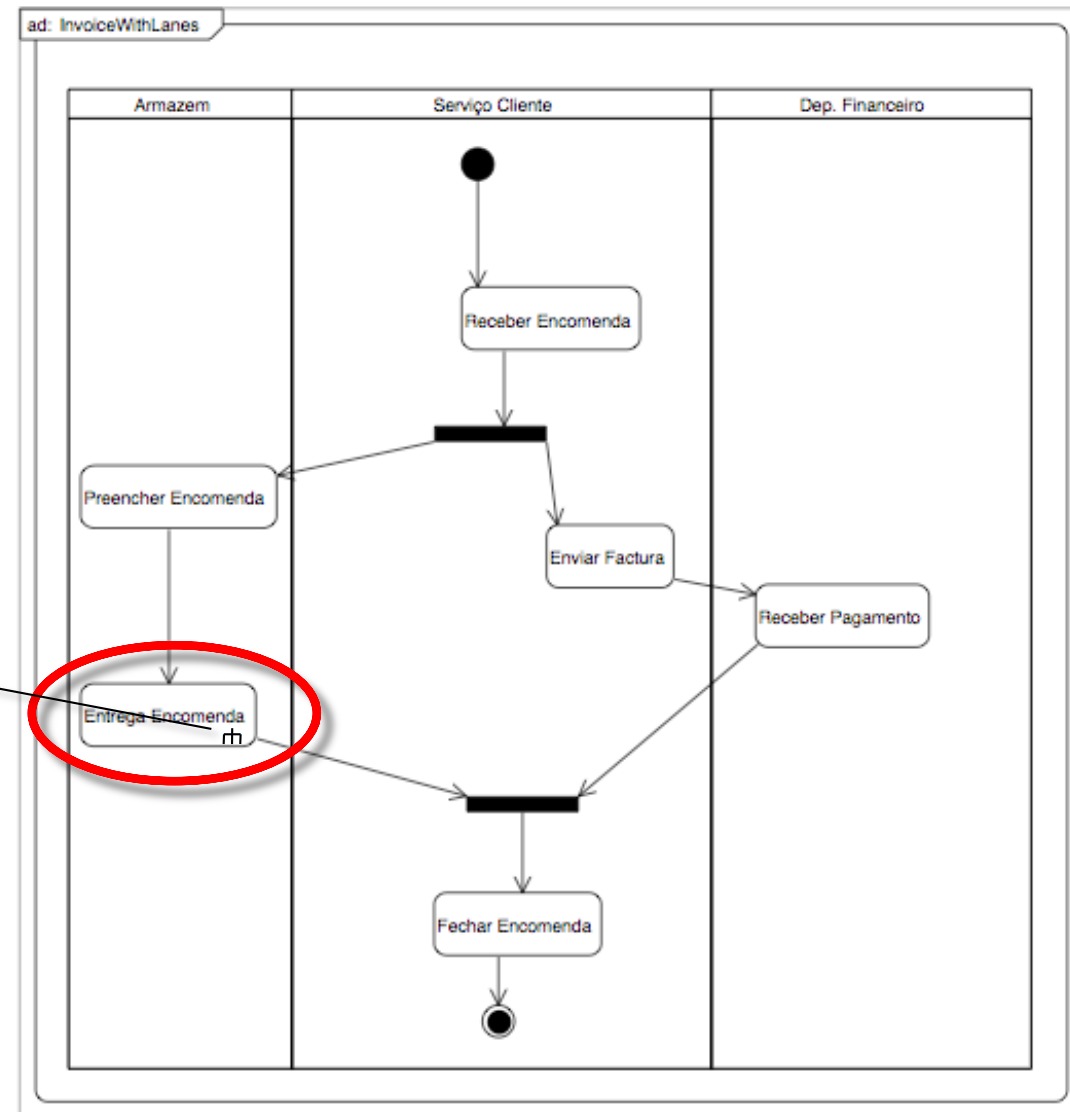 ad: InvoiceWithLanes
Armazem
Serviço Cliente
Dep. Financeiro
Receber Encomenda
Preencher Encomenda
Enviar Factura
Receber Pagamento
Entrega Encomenda
Fechar Encomenda